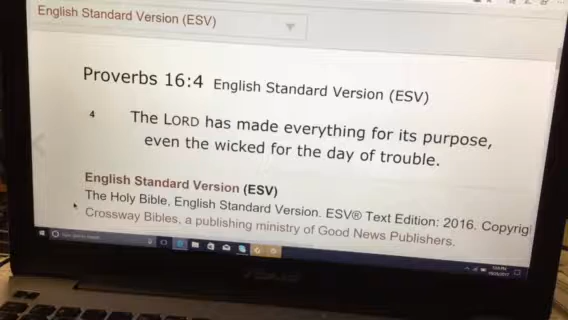 English Standard Version (ESV)
Proverbs 16:4 English Standard Version (ESV)
4 The LORD has made everything for its purpose,
even the wicked for the day of trouble.
English Standard Version (ESV)
The Holy Bible, English Standard Version. ESV® Text Edition: 2016. Copyrig
Crossway Bibles, a publishing ministry of Good News Publishers.
ASUS